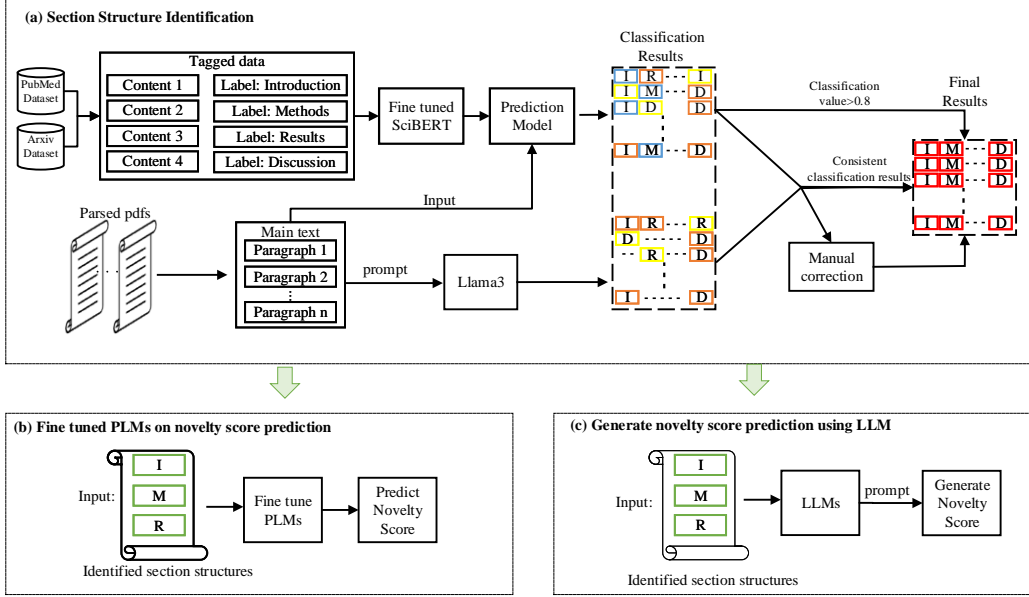 (a) Section Structure Identification
PubMed
Dataset
Arxiv
Dataset
Tagged data
Content 1
Label: Introduction
Content 2
Label: Methods
Content 3
Label: Results
Content 4
Label: Discussion
Fine tuned
SciBERT
Prediction
Model
Classification
Results
I R I
I M D
I D D
I M D
Classification
value>0.8
Final
Results
I M D
I M D
I M D
I M D
Consistent
classification results
Input
Parsed pdfs
Main text
Paragraph 1
Paragraph 2
Paragraph n
prompt
Llama3
I R R
D D
R D
I D
Manual
correction
(b) Fine tuned PLMs on novelty score prediction
Input:
I
M
R
Fine tune
PLMs
Predict
Novelty
Score
Identified section structures
(c) Generate novelty score prediction using LLM
Input:
I
M
R
LLMs
prompt
Generate
Novelty
Score
Identified section structures